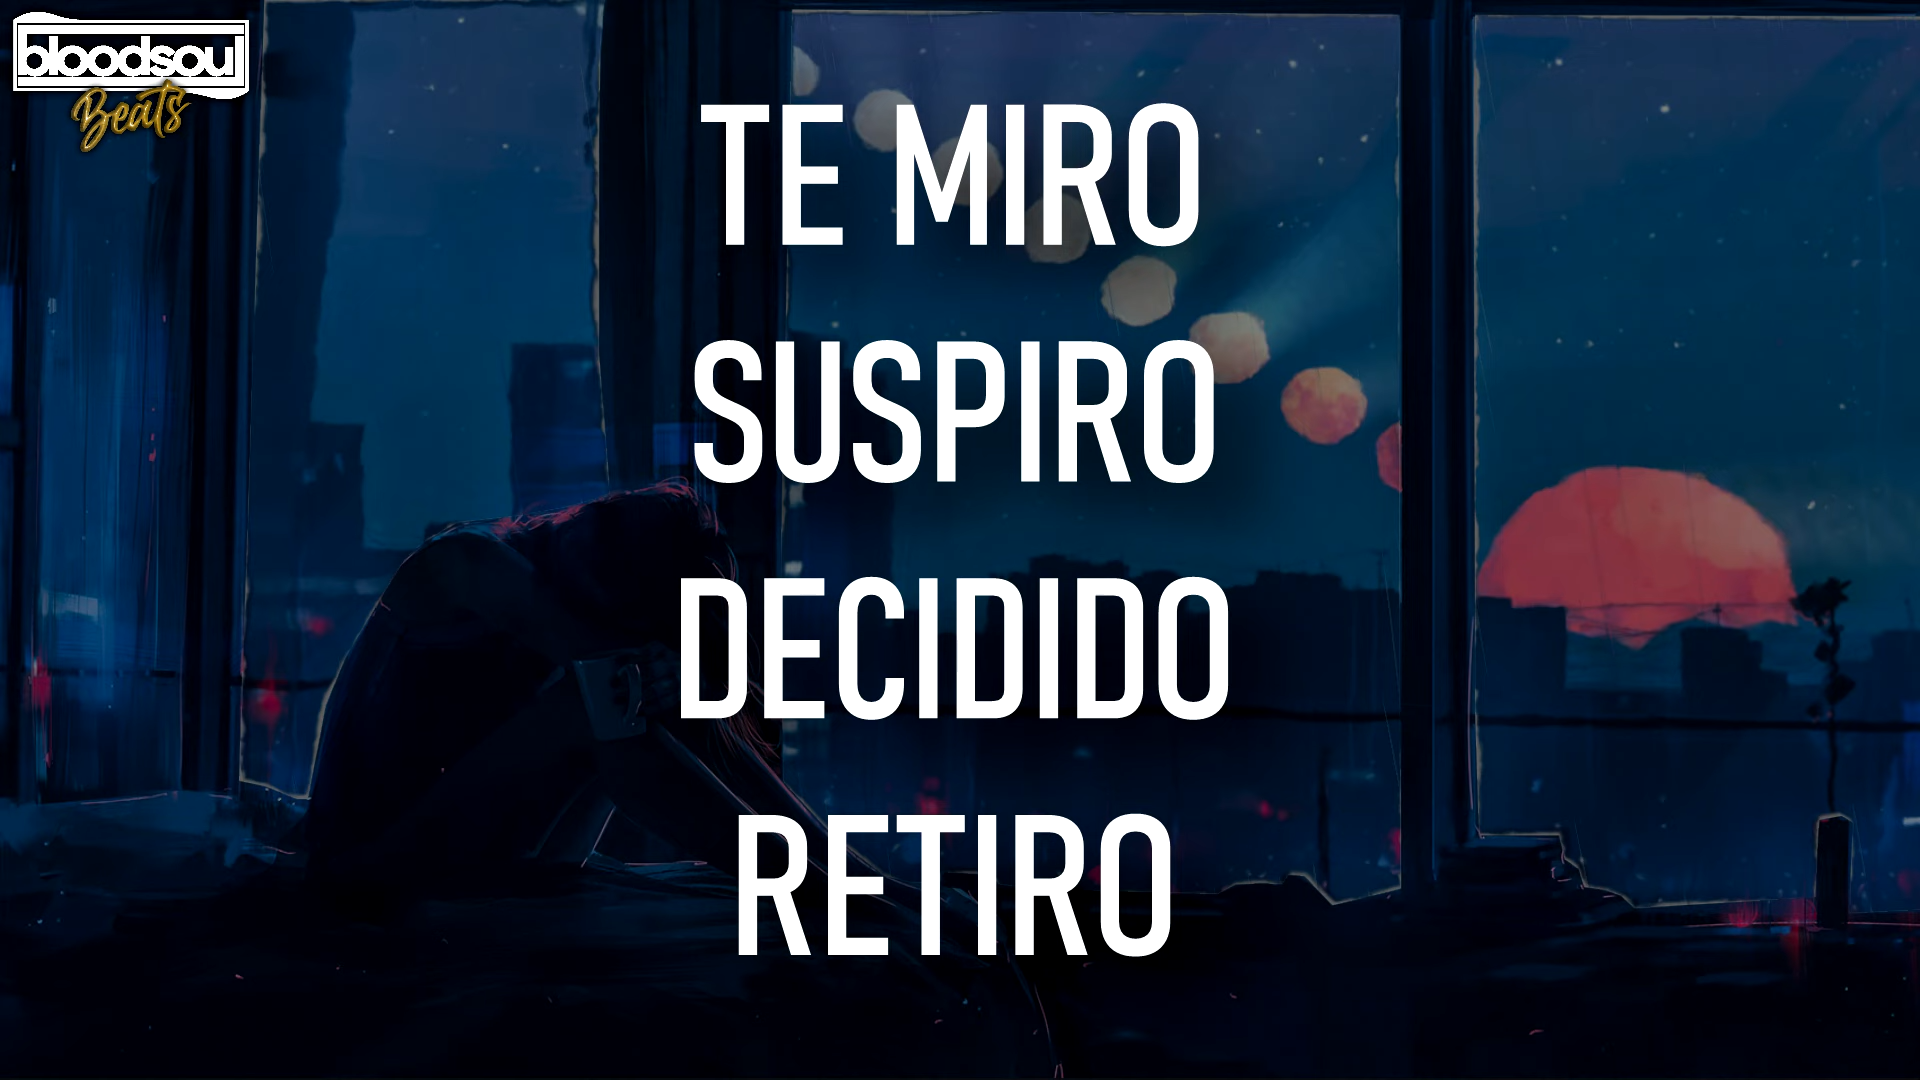 bloodsoul
Beats
TE MIRO
SUSPIRO
DECIDIDO
RETIRO